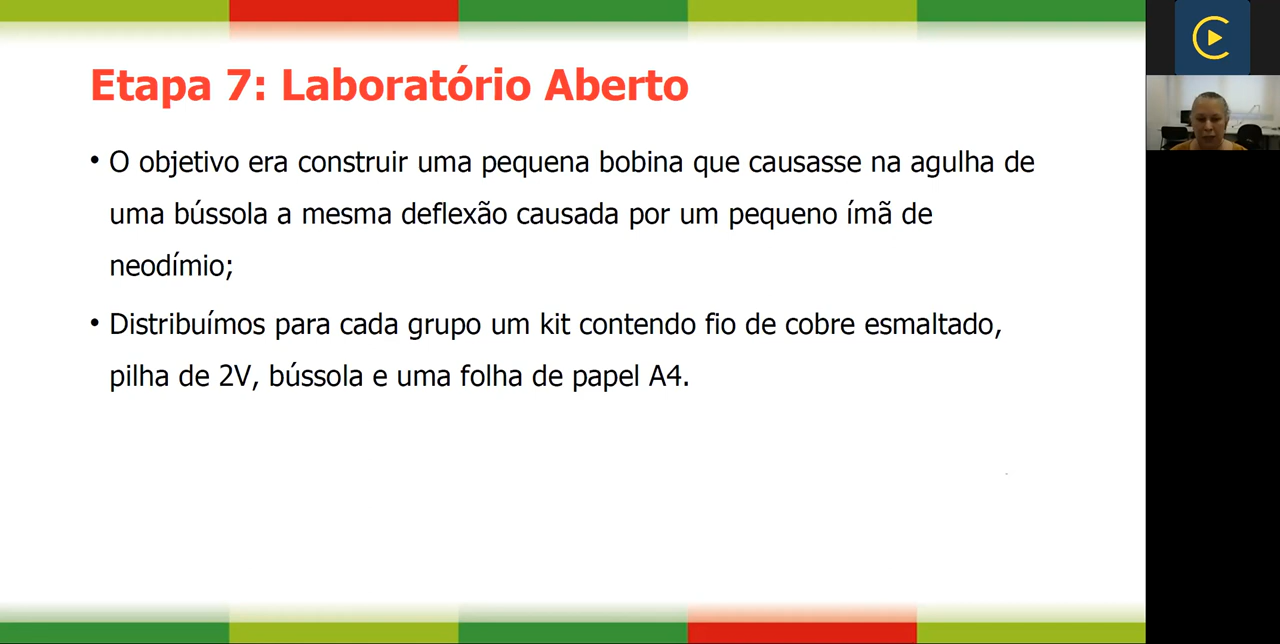 Etapa 7: Laboratório Aberto
• O objetivo era construir uma pequena bobina que causasse na agulha de
uma bússola a mesma deflexão causada por um pequeno ímã de
neodímio;
• Distribuímos para cada grupo um kit contendo fio de cobre esmaltado,
pilha de 2V, bússola e uma folha de papel A4.